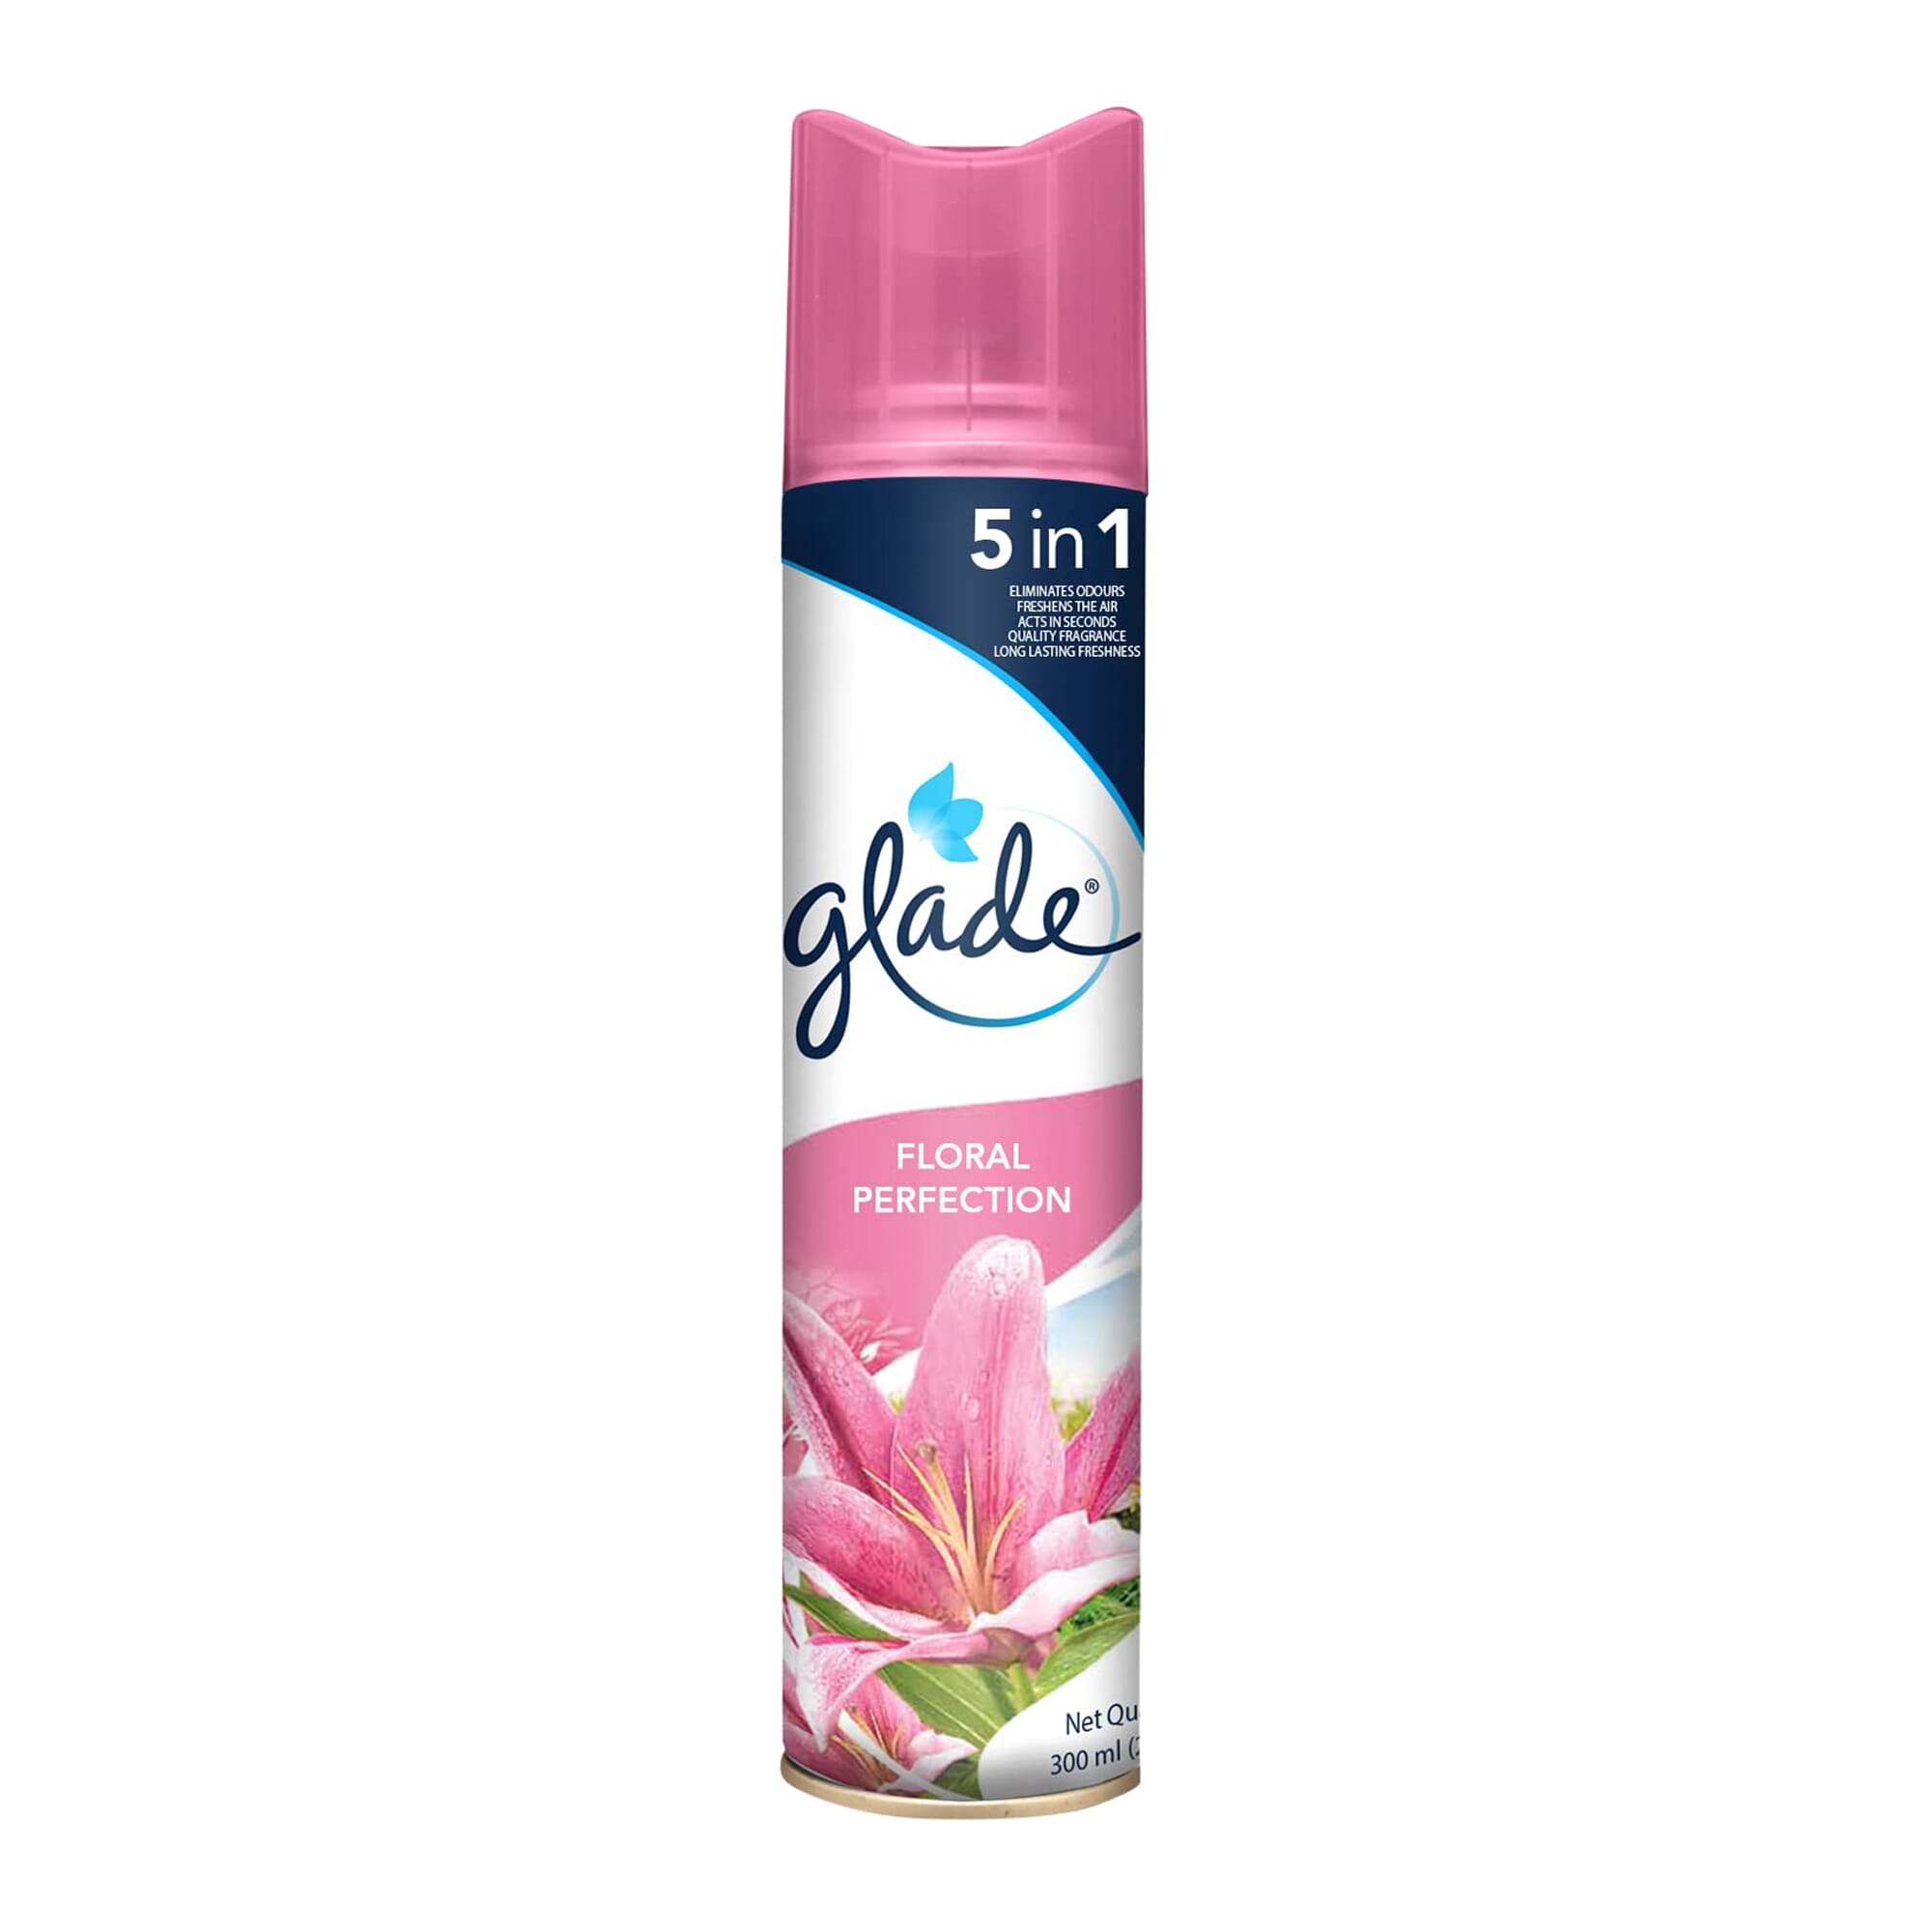 5 in 1
ELIMINATES ODOURS
FRESHENS THE AIR
ACTS IN SECONDS
QUALITY FRAGRANCE
LONG LASTING FRESHNESS
glade®
FLORAL
PERFECTION
Net
300 ml